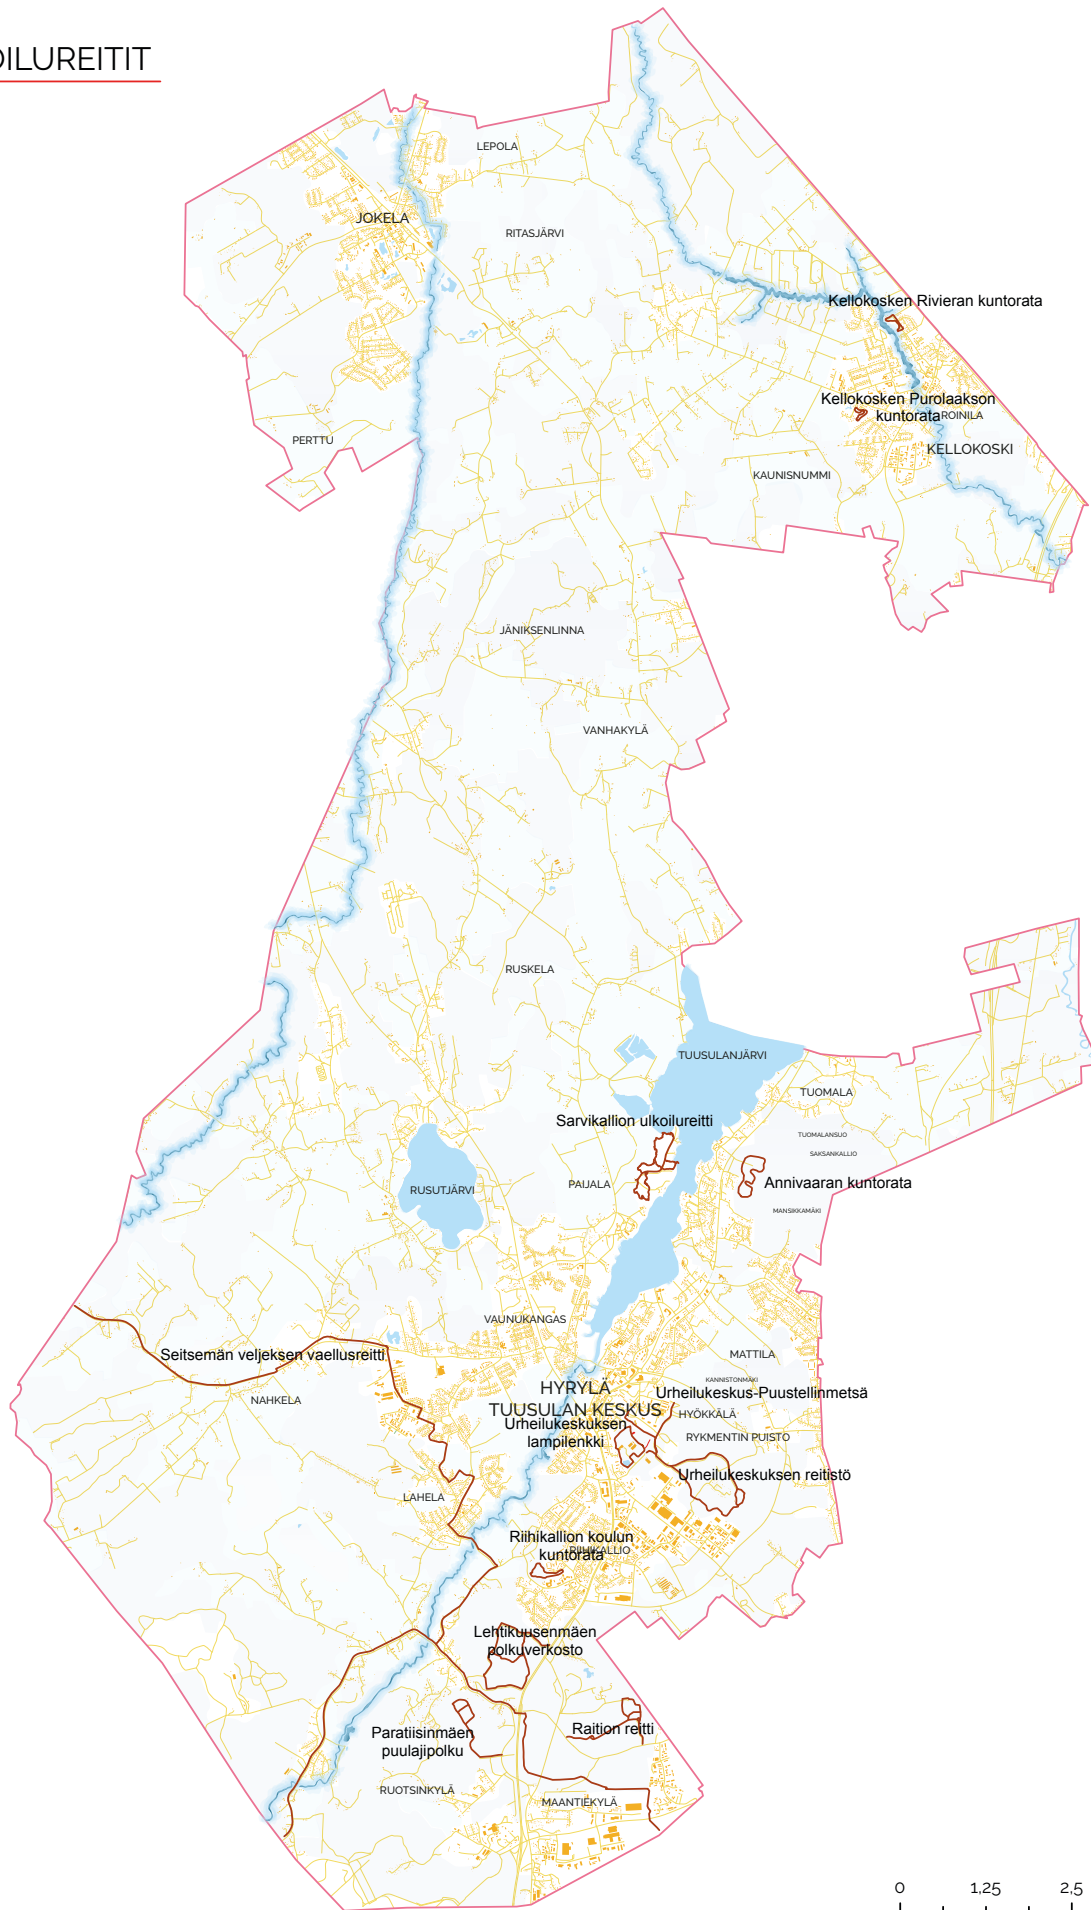 OILUREITIT
LEPOLA
JOKELA
RITASJÄRVI
Kellokosken Rivieran kuntorata
Kellokosken Purolaakson
kuntorata
ROINILA
PERTTU
KELLOKOSKI
KAUNISNUMMI
JÄNIKSENLINNA
VANHAKYLÄ
RUSKELA
TUUSULANJÄRVI
TUOMALA
Sarvikallion ulkoilureitti
TUOMALANSUO
SAKSANKALLIO
PAIJALA
Annivaaran kuntorata
RUSUTJÄRVI
MANSIKKAMÄKI
VAUNUKANGAS
Seitsemän veljeksen vaellusreitti
MATTILA
KANNISTONMÄKI
HYRYLÄ
TUUSULAN KESKUS
Urheilukeskus-Puustellinmetsä
NAHKELA
HYÖKKÄLÄ
Urheilukeskuksen
lampilenkki
RYKMENTIN PUISTO
Urheilukeskuksen reitistö
LAHELA
Riihikallion koulun
kuntorata
RIIHIKALLIO
Lehtikuusenmäen
polkuverkosto
Paratiisinmäen
puulajipolku
Raition reitti
RUOTSINKYLÄ
MAANTIEKYLÄ
0 1,25 2,5